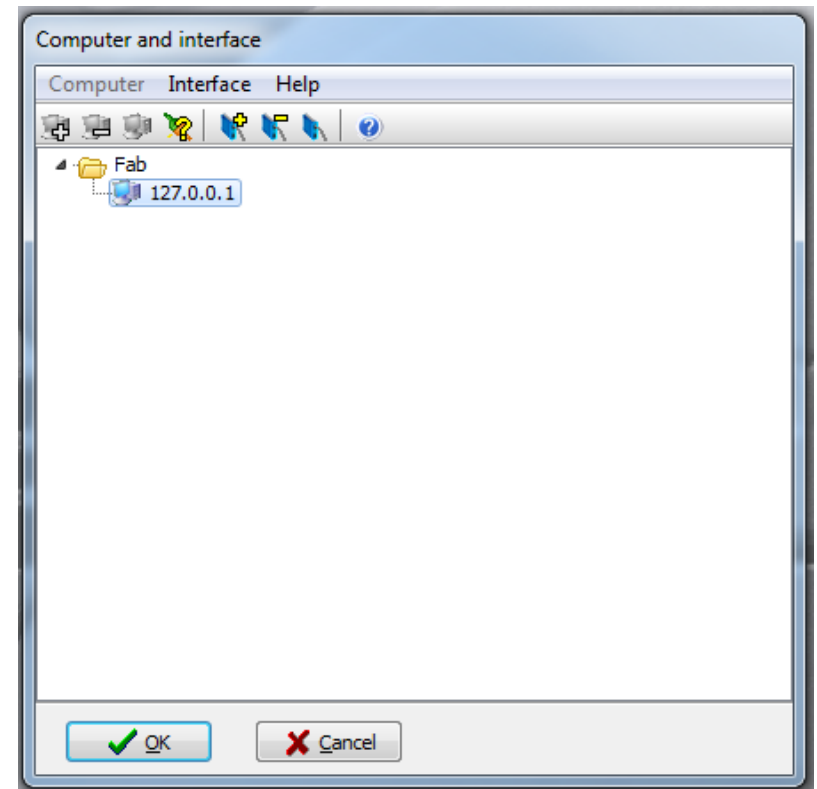 Computer and interface
Computer Interface Help
Fab
127.0.0.1
OK Cancel